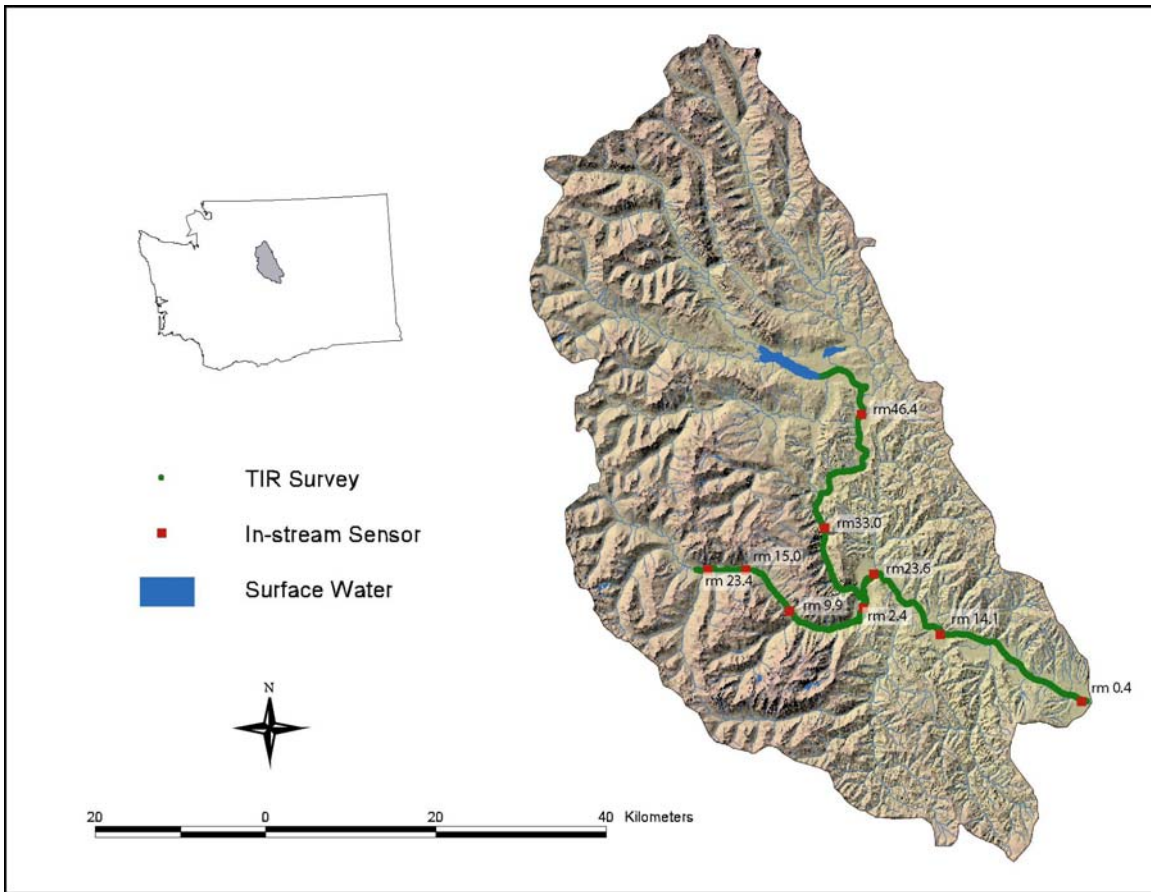 TIR Survey
In-stream Sensor
Surface Water
N
20 0 20 40 Kilometers
rm46.4
rm33.0
rm 15.0
rm 23.4
rm23.6
rm 9.9
rm 2.4
rm 14.1
rm 0.4